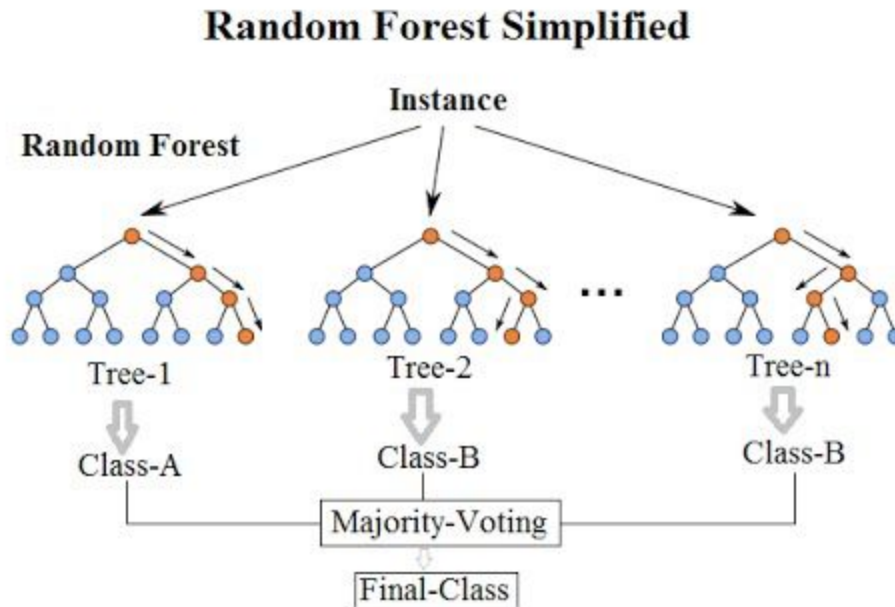 Random Forest Simplified
Instance
Random Forest
...
Tree-1
Tree-2
Tree-n
Class-A
Class-B
Class-B
Majority-Voting
Final-Class